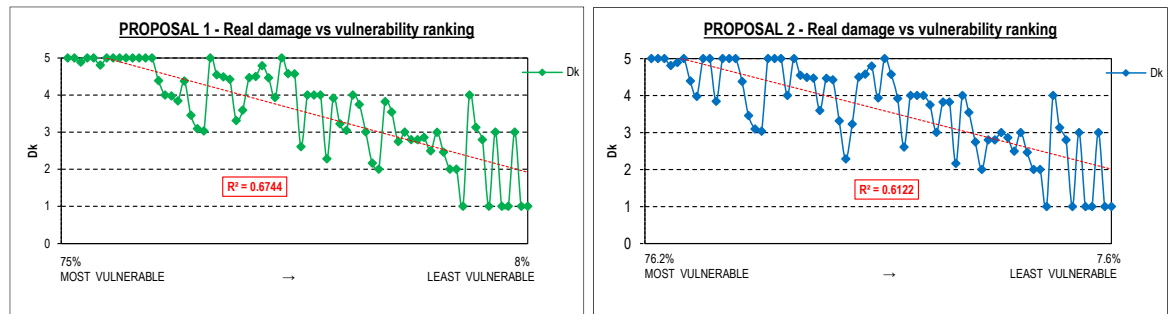 PROPOSAL 1 - Real damage vs vulnerability ranking
5
4
3
2
1
0
Dk
Dk
R² = 0.6744
75%
8%
MOST VULNERABLE → LEAST VULNERABLE
PROPOSAL 2 - Real damage vs vulnerability ranking
5
4
3
2
1
0
Dk
Dk
R² = 0.6122
76.2%
7.6%
MOST VULNERABLE → LEAST VULNERABLE